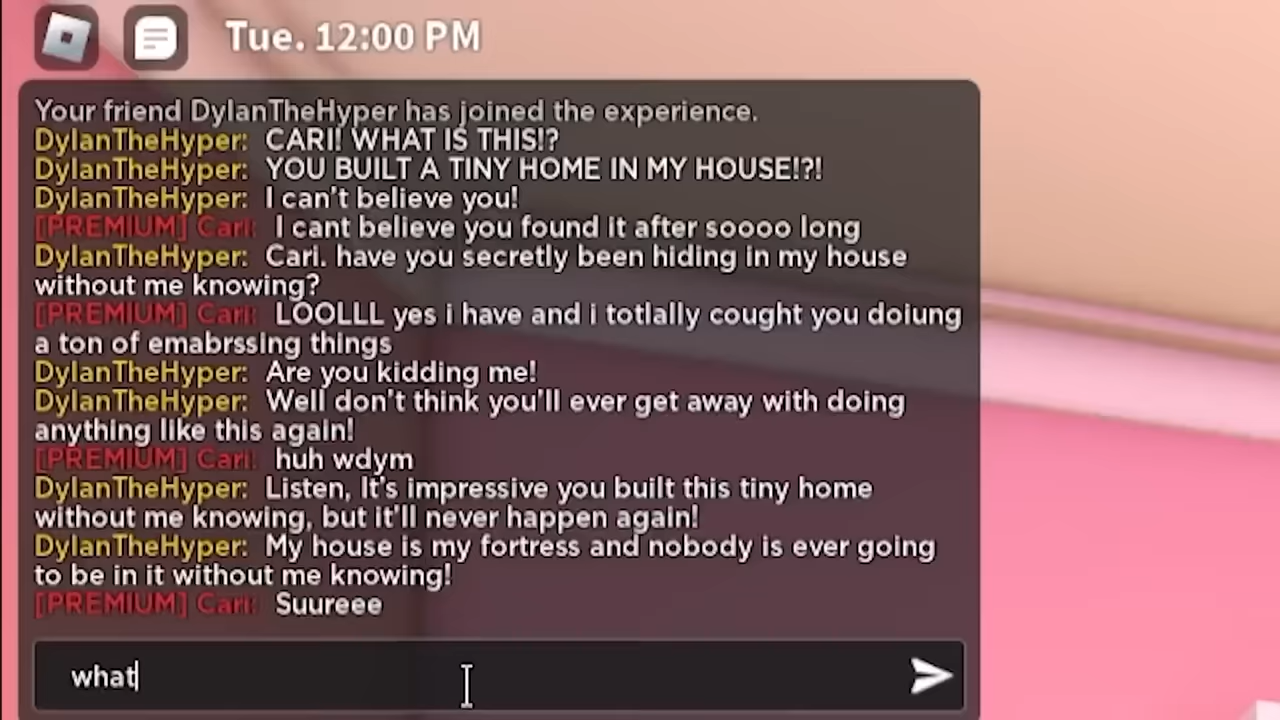 Tue. 12:00 PM
Your friend DylanTheHyper has joined the experience.
DylanTheHyper: CARI! WHAT IS THIS!?
DylanTheHyper: YOU BUILT A TINY HOME IN MY HOUSE!?!
DylanTheHyper: I can't believe you!
[PREMIUM] Cari: I cant believe you found it after soooo long
DylanTheHyper: Cari. have you secretly been hiding in my house
without me knowing?
[PREMIUM] Cari: LOOLLL yes i have and i totlally cought you doiung
a ton of emabrssing things
DylanTheHyper: Are you kidding me!
DylanTheHyper: Well don't think you'll ever get away with doing
anything like this again!
[PREMIUM] Cari: huh wdym
DylanTheHyper: Listen, It's impressive you built this tiny home
without me knowing, but it'll never happen again!
DylanTheHyper: My house is my fortress and nobody is ever going
to be in it without me knowing!
[PREMIUM] Cari: Suureee
what